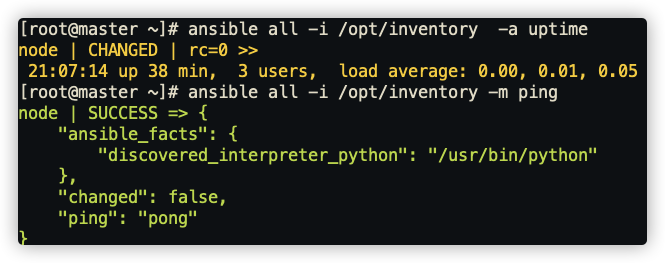 [root@master ~]# ansible all -i /opt/inventory  -a uptime
node | CHANGED | rc=0 >>
 21:07:14 up 38 min,  3 users,  load average: 0.00, 0.01, 0.05
[root@master ~]# ansible all -i /opt/inventory -m ping
node | SUCCESS => {
    "ansible_facts": {
        "discovered_interpreter_python": "/usr/bin/python"
    },
    "changed": false,
    "ping": "pong"
}